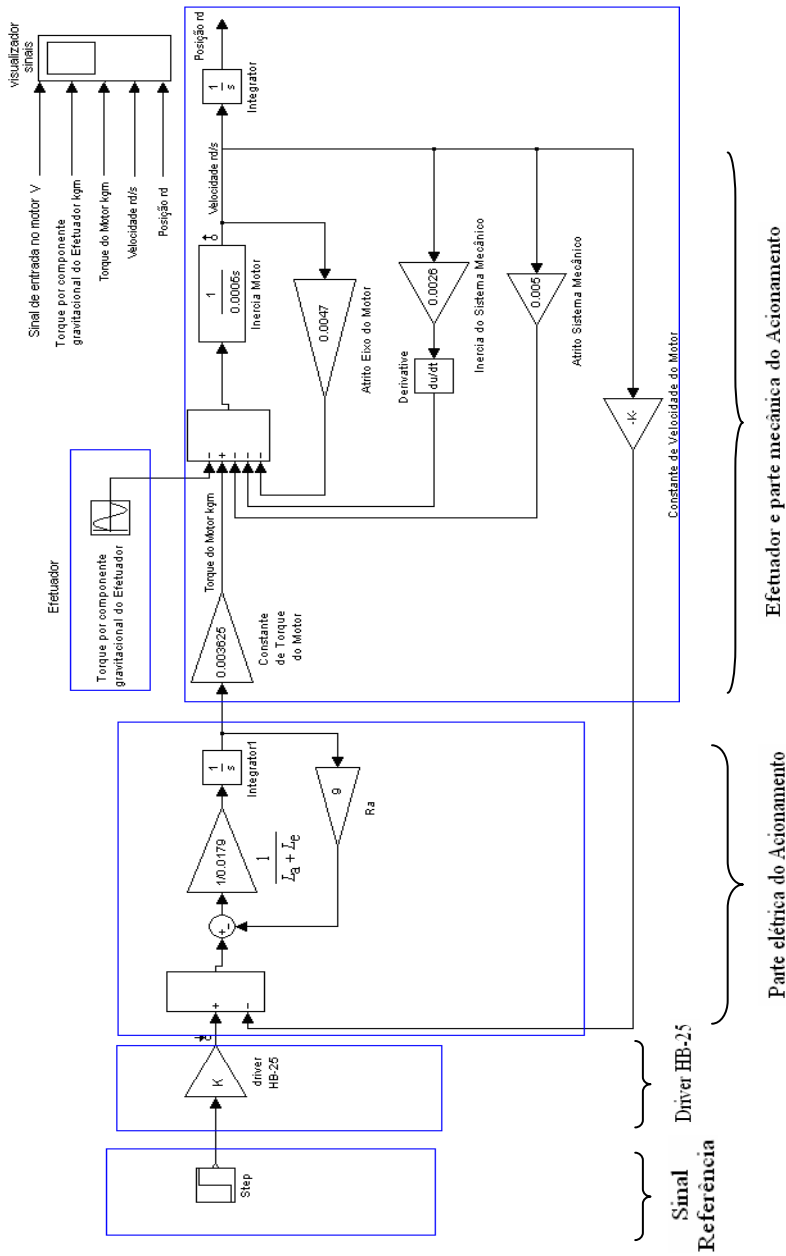 visualizador
sinais
Sinal de entrada no motor V
Torque por componente
gravitacional do Efetuador kgm
Torque do Motor kgm
Velocidade rd/s
Posição rd
Efetuador
Torque por componente
gravitacional do Efetuador
Step
K
driver
HB-25
+
-
+
-
1/0.0179
1
La + Le
1
s
Integrator1
9
Ra
0.003625
Constante
de Torque
do Motor
Torque do Motor kgm
-
+
-
-
-
1
0.0005s
Inercia Motor
Velocidade rd/s
1
s
Integrator
Posição rd
0.0047
Atrito Eixo do Motor
Derivative
du/dt
0.0026
Inercia do Sistema Mecânico
0.005
Atrito Sistema Mecânico
-K-
Constante de Velocidade do Motor
Sinal
Referência
Driver HB-25
Parte elétrica do Acionamento
Efetuador e parte mecânica do Acionamento